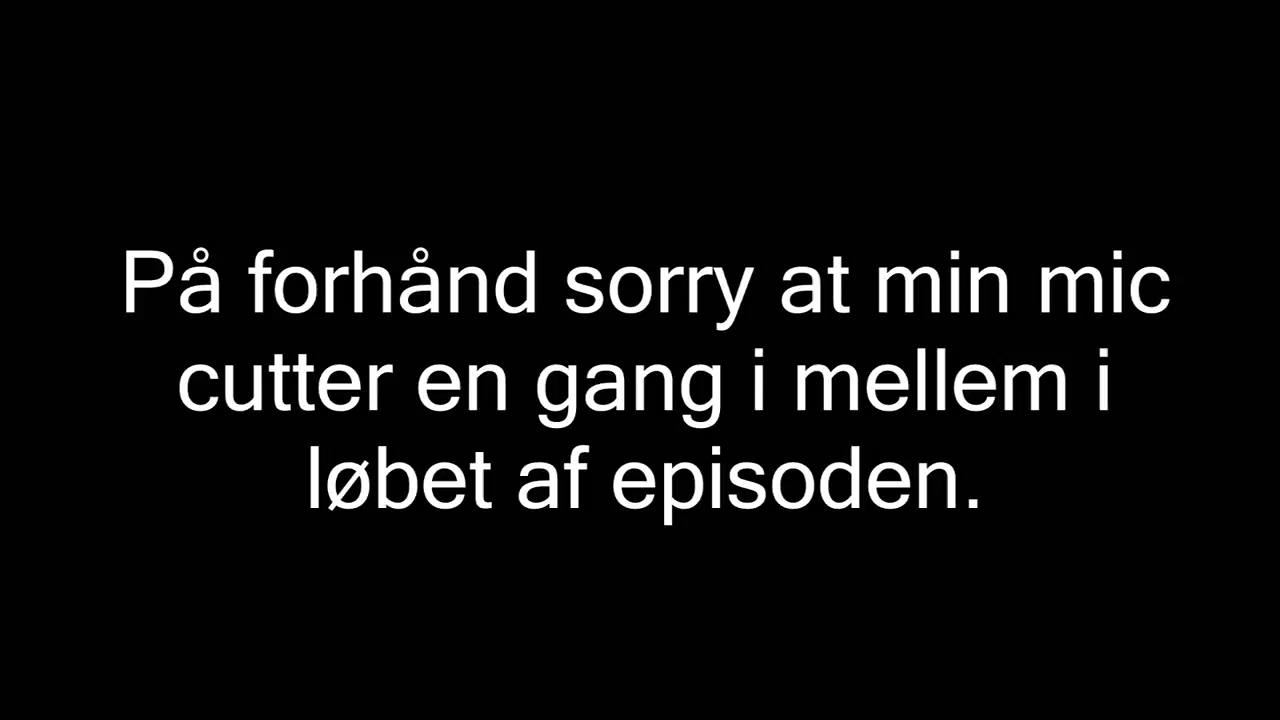 På forhånd sorry at min mic
cutter en gang i mellem i
løbet af episoden.